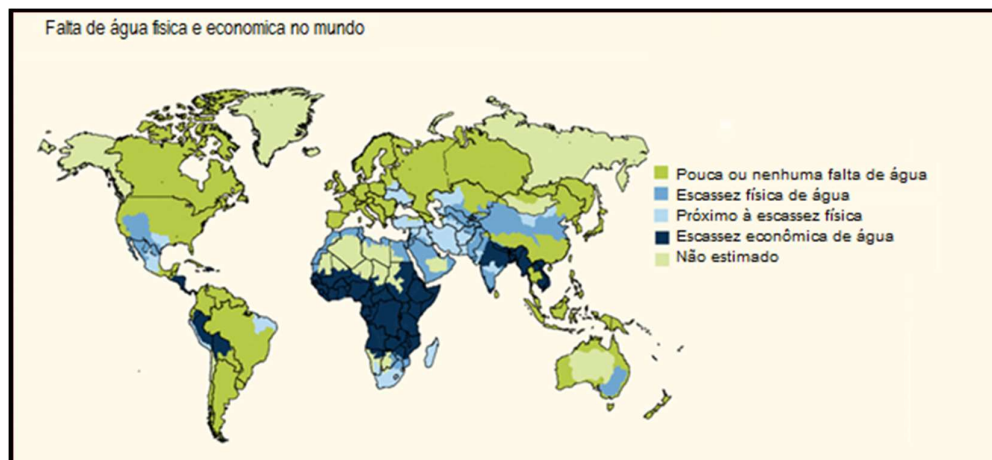 Falta de água fisica e economica no mundo
Pouca ou nenhuma falta de água
Escassez física de água
Próximo à escassez física
Escassez econômica de água
Não estimado